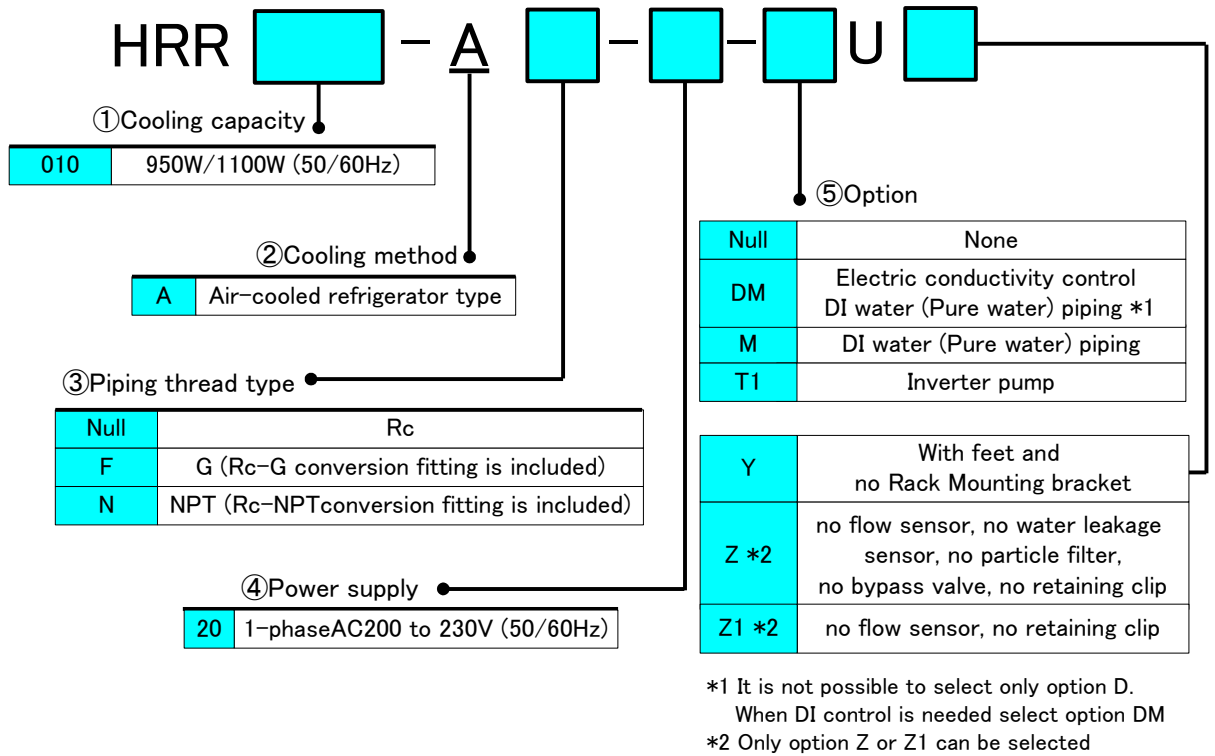 HRR - A - - U
①Cooling capacity
010 950W/1100W (50/60Hz)
②Cooling method
A Air-cooled refrigerator type
③Piping thread type
Null Rc
F G (Rc-G conversion fitting is included)
N NPT (Rc-NPTconversion fitting is included)
④Power supply
20 1-phaseAC200 to 230V (50/60Hz)
⑤Option
Null None
DM Electric conductivity control
DI water (Pure water) piping *1
M DI water (Pure water) piping
T1 Inverter pump
Y With feet and
no Rack Mounting bracket
Z *2 no flow sensor, no water leakage
sensor, no particle filter,
no bypass valve, no retaining clip
Z1 *2 no flow sensor, no retaining clip
*1 It is not possible to select only option D.
When DI control is needed select option DM
*2 Only option Z or Z1 can be selected